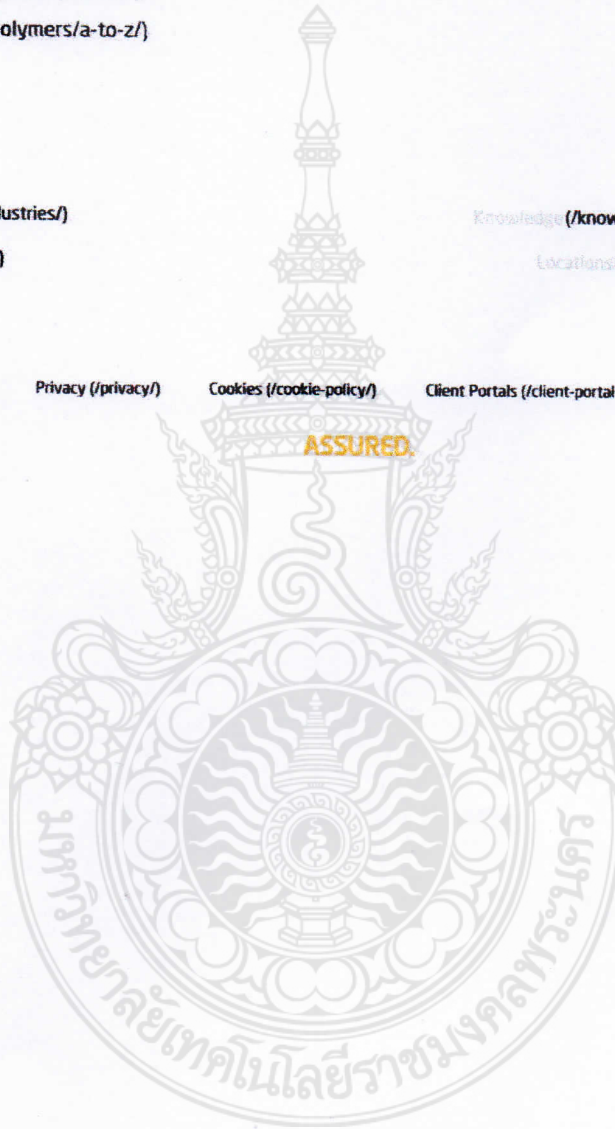 olymers/a-to-z/)
lustries/)
Knowledge (/know
)
Locations
Privacy (/privacy/) Cookies (/cookie-policy/) Client Portals (/client-portal
ASSURED.
มหาวิทยาลัยเทคโนโลยีราชมงคลพระนคร